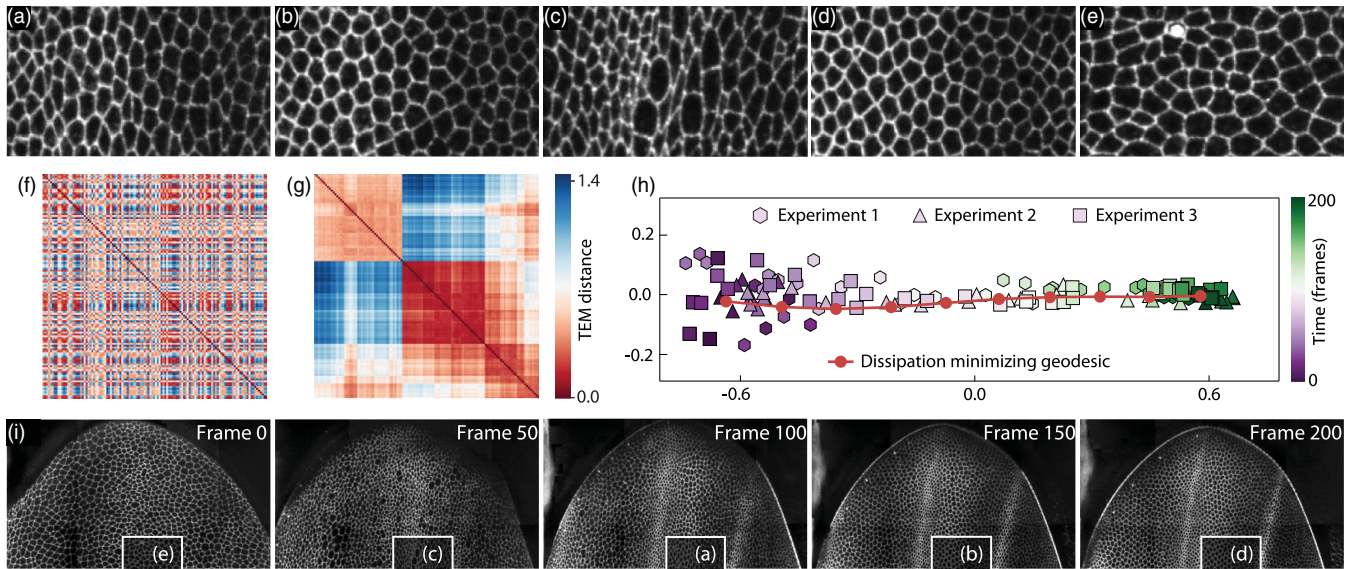 (a)
(b)
(c)
(d)
(e)
(f)
(g)
1.4
TEM distance
0.0
(h)
Experiment 1
Experiment 2
Experiment 3
0.2
0.0
-0.2
Dissipation minimizing geodesic
-0.6
0.0
0.6
200
Time (frames)
0
(i)
Frame 0
Frame 50
Frame 100
Frame 150
Frame 200
(e)
(c)
(a)
(b)
(d)